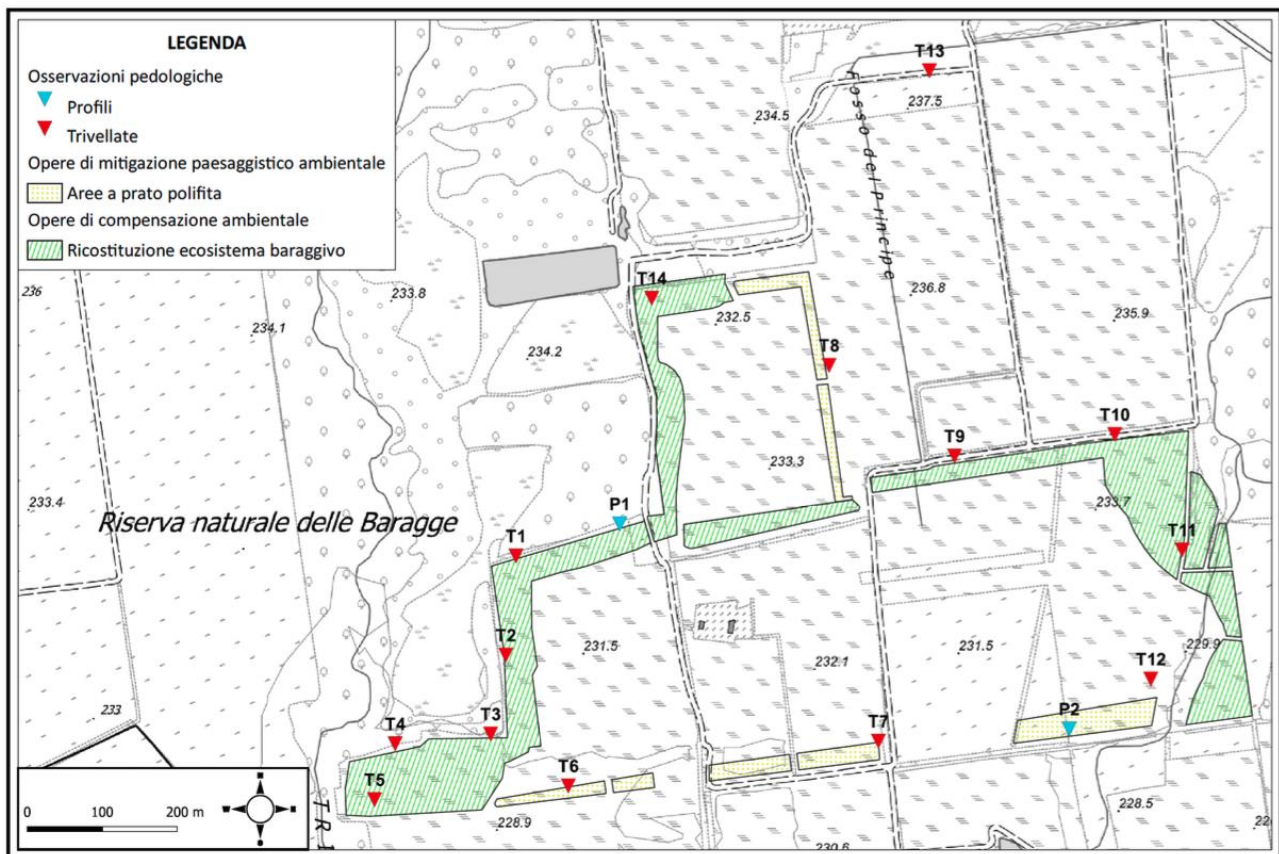 LEGENDA
Osservazioni pedologiche
Profili
Trivellate
Opere di mitigazione paesaggistico ambientale
Aree a prato polifita
Opere di compensazione ambientale
Ricostituzione ecosistema baraggivo
T13
237.5
234.5
Fosso del Principe
236
233.8
T14
236.8
234.1
232.5
235.9
234.2
T8
T10
T9
233.3
233.4
233.7
Riserva naturale delle Baragge
P1
T1
T11
T2
231.5
232.1
231.5
229.9
T12
233
T4
T3
T7
P2
T5
T6
0 100 200 m
228.9
228.5
230.6